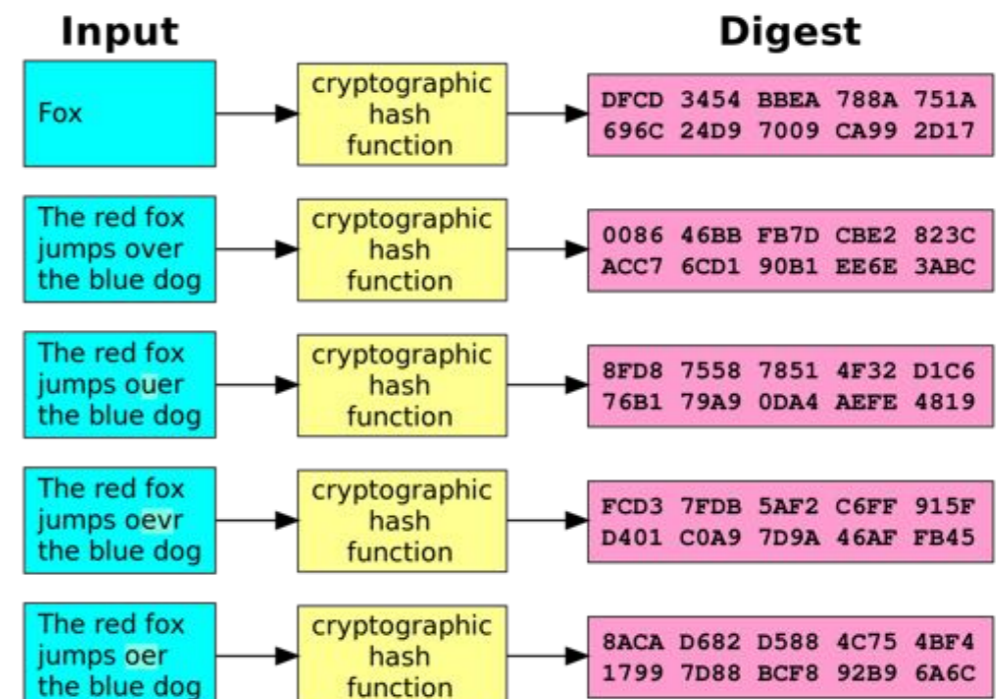 Input
Digest
Fox
cryptographic
hash
function
DFCD 3454 BBEA 788A 751A
696C 24D9 7009 CA99 2D17
The red fox
jumps over
the blue dog
cryptographic
hash
function
0086 46BB FB7D CBE2 823C
ACC7 6CD1 90B1 EE6E 3ABC
The red fox
jumps ouer
the blue dog
cryptographic
hash
function
8FD8 7558 7851 4F32 D1C6
76B1 79A9 0DA4 AEFE 4819
The red fox
jumps oevr
the blue dog
cryptographic
hash
function
FCD3 7FDB 5AF2 C6FF 915F
D401 C0A9 7D9A 46AF FB45
The red fox
jumps oer
the blue dog
cryptographic
hash
function
8ACA D682 D588 4C75 4BF4
1799 7D88 BCF8 92B9 6A6C